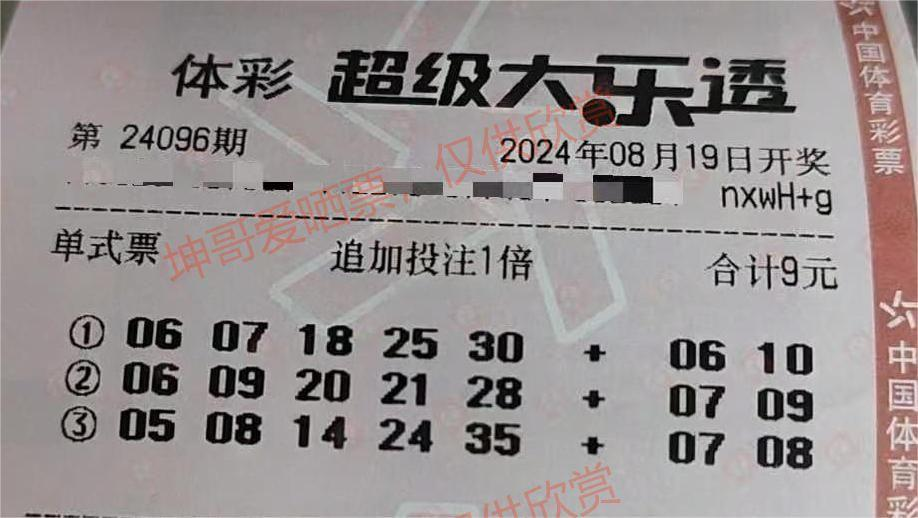 体彩 超级大乐透
第 24096期 2024年08月19日开奖
nxwH+g
单式票 追加投注1倍 合计9元
① 06 07 18 25 30 + 06 10
② 06 09 20 21 28 + 07 09
③ 05 08 14 24 35 + 07 08
坤哥爱晒票,仅供欣赏
仅供欣赏
中国体育彩票
中国体育彩